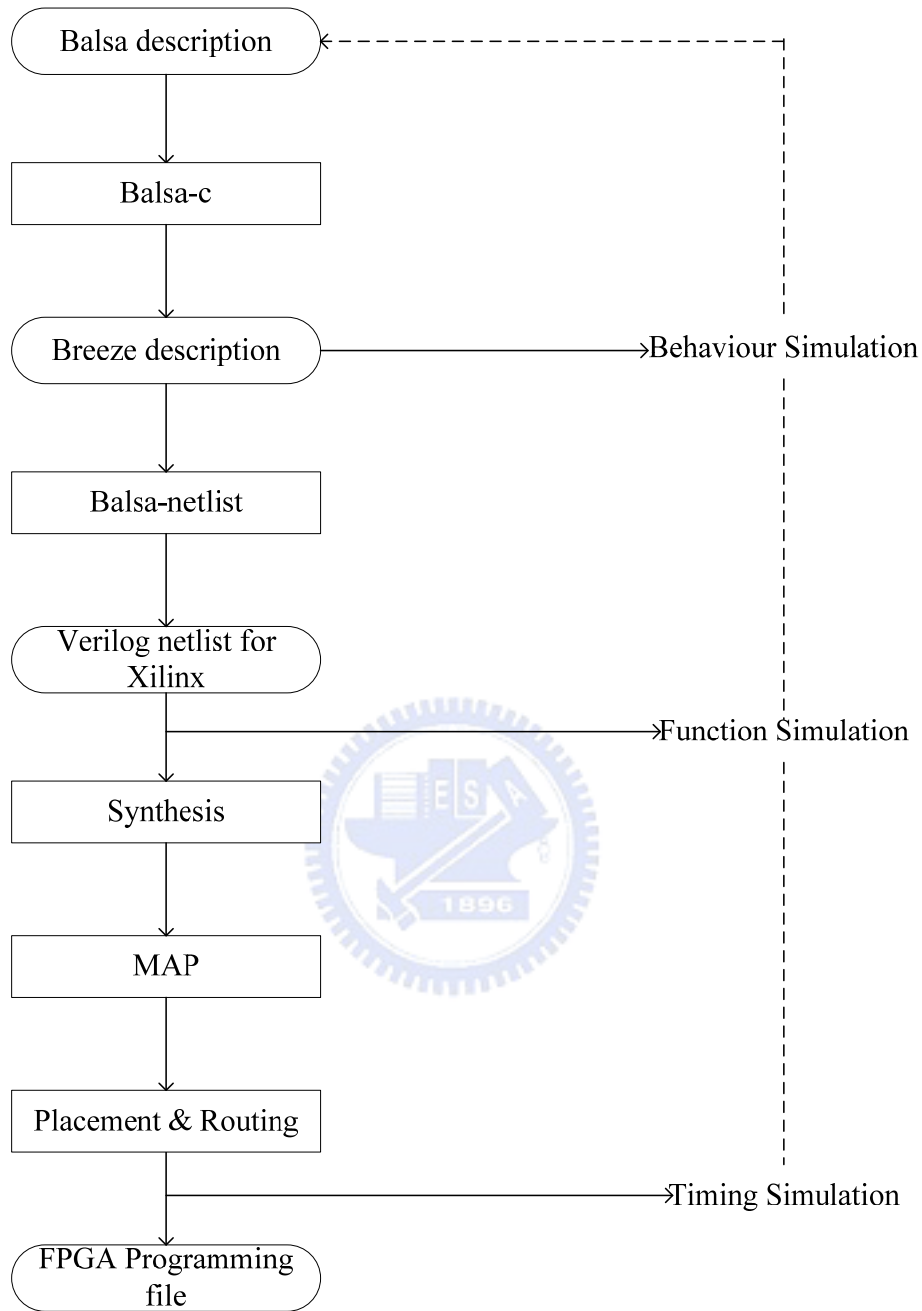 Balsa description
Balsa-c
Breeze description
Behaviour Simulation
Balsa-netlist
Verilog netlist for
Xilinx
Function Simulation
Synthesis
E S A
1896
MAP
Placement & Routing
Timing Simulation
FPGA Programming
file